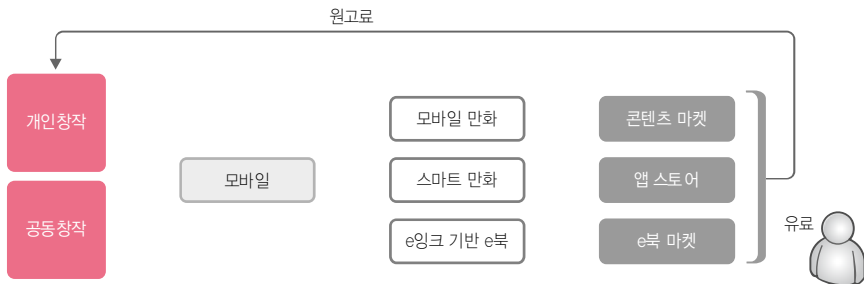 원고료
개인창작
모바일 만화
콘텐츠 마켓
모바일
스마트 만화
앱 스토어
공동창작
e잉크 기반 e북
e북 마켓
유료